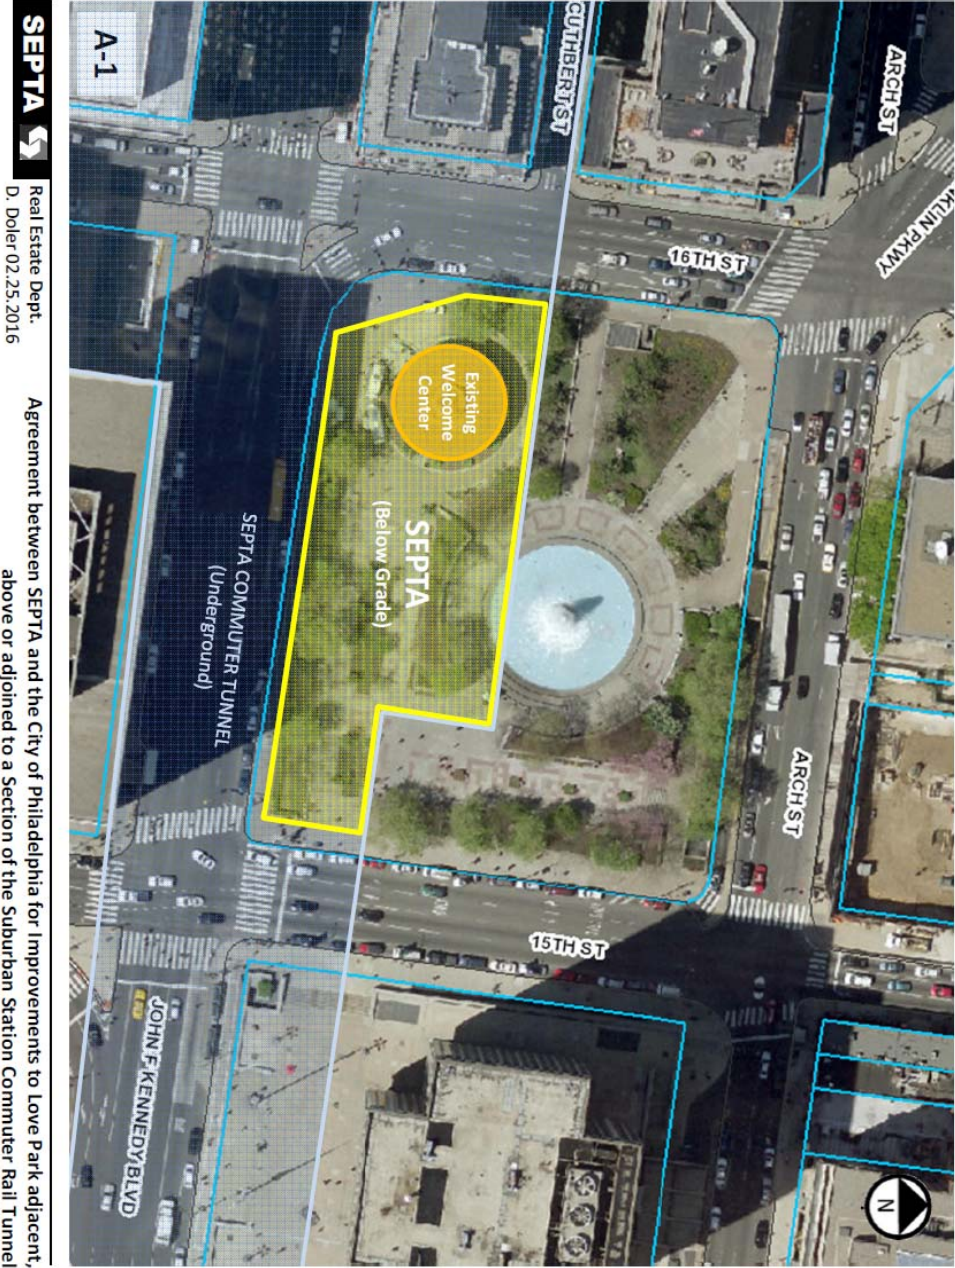 CUTHBERT ST
ARCH ST
KLIN PKWY
16TH ST
A-1
Existing
Welcome
Center
SEPTA
(Below Grade)
SEPTA COMMUTER TUNNEL
(Underground)
ARCH ST
15TH ST
JOHN F KENNEDY BLVD
N
SEPTA
Real Estate Dept.
D. Doler 02.25.2016
Agreement between SEPTA and the City of Philadelphia for Improvements to Love Park adjacent,
above or adjoined to a Section of the Suburban Station Commuter Rail Tunnel